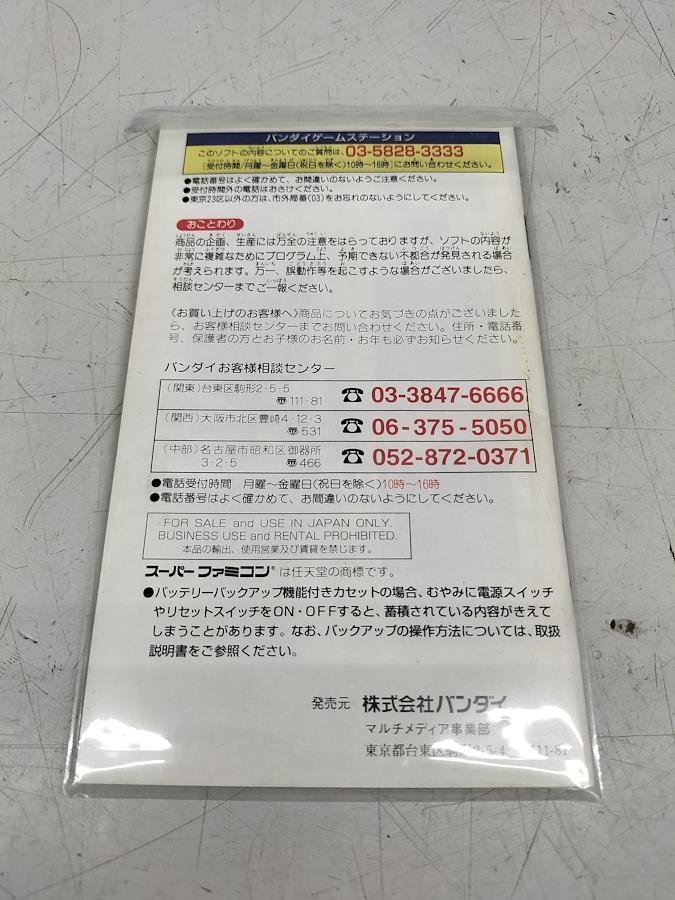 バンダイゲームステーション
このソフトの内容についてのご質問は、03-5828-3333
〔受付時間/月曜〜金曜日(祝日を除く)10時〜16時〕にお問い合わせください。
●電話番号はよく確かめて、お間違いのないようご注意ください。
●受付時間外の電話はおさけください。
●東京23区以外の方は、市外局番(03)をお忘れのないようにしてください。
おことわり
商品の企画、生産には万全の注意をはらっておりますが、ソフトの内容が
非常に複雑なためにプログラム上、予期できない不都合が発見される場合
が考えられます。万一、誤動作等を起こすような場合がございましたら、
相談センターまでご一報ください。
《お買い上げのお客様へ》商品についてお気づきの点がございました
ら、お客様相談センターまでお問い合わせください。住所・電話番
号、保護者の方とお子様のお名前・お年も必ずお知らせください。
バンダイお客様相談センター
(関東)台東区駒形2-5-5
〠111-81
☎ 03-3847-6666
(関西)大阪市北区豊崎4-12-3
〠531
☎ 06-375-5050
(中部)名古屋市昭和区御器所
3-2-5 〠466
☎ 052-872-0371
●電話受付時間 月曜〜金曜日(祝日を除く)10時〜16時
●電話番号はよく確かめて、お間違いのないようにしてください。
FOR SALE and USE IN JAPAN ONLY.
BUSINESS USE and RENTAL PROHIBITED.
本品の輸出、使用営業及び賃貸を禁じます。
スーパーファミコン®は任天堂の商標です。
●バッテリーバックアップ機能付きカセットの場合、むやみに電源スイッチ
やリセットスイッチをON・OFFすると、蓄積されている内容がきえて
しまうことがあります。なお、バックアップの操作方法については、取扱
説明書をご参照ください。
発売元 株式会社バンダイ
マルチメディア事業部
東京都台東区駒形2-5-4 111-81